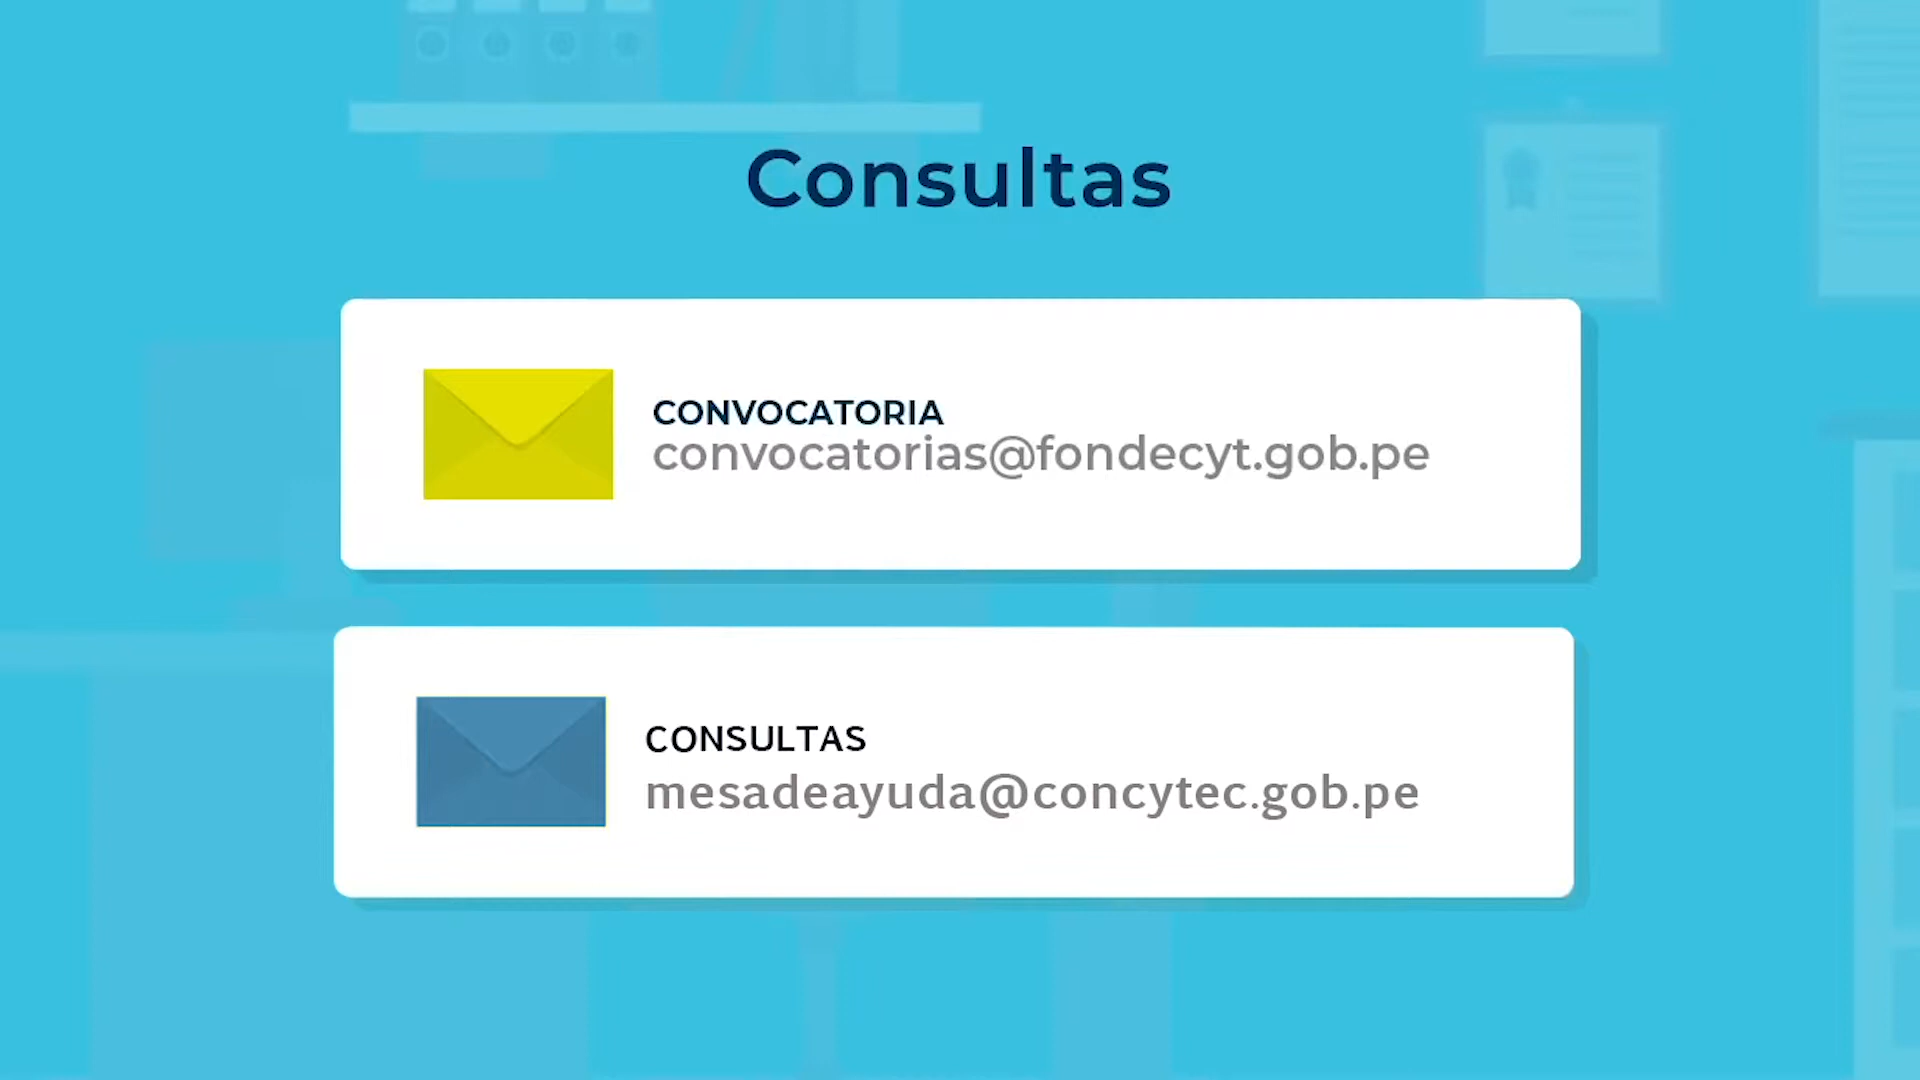 Consultas
CONVOCATORIA
convocatorias@fondecyt.gob.pe
CONSULTAS
mesadeayuda@concytec.gob.pe